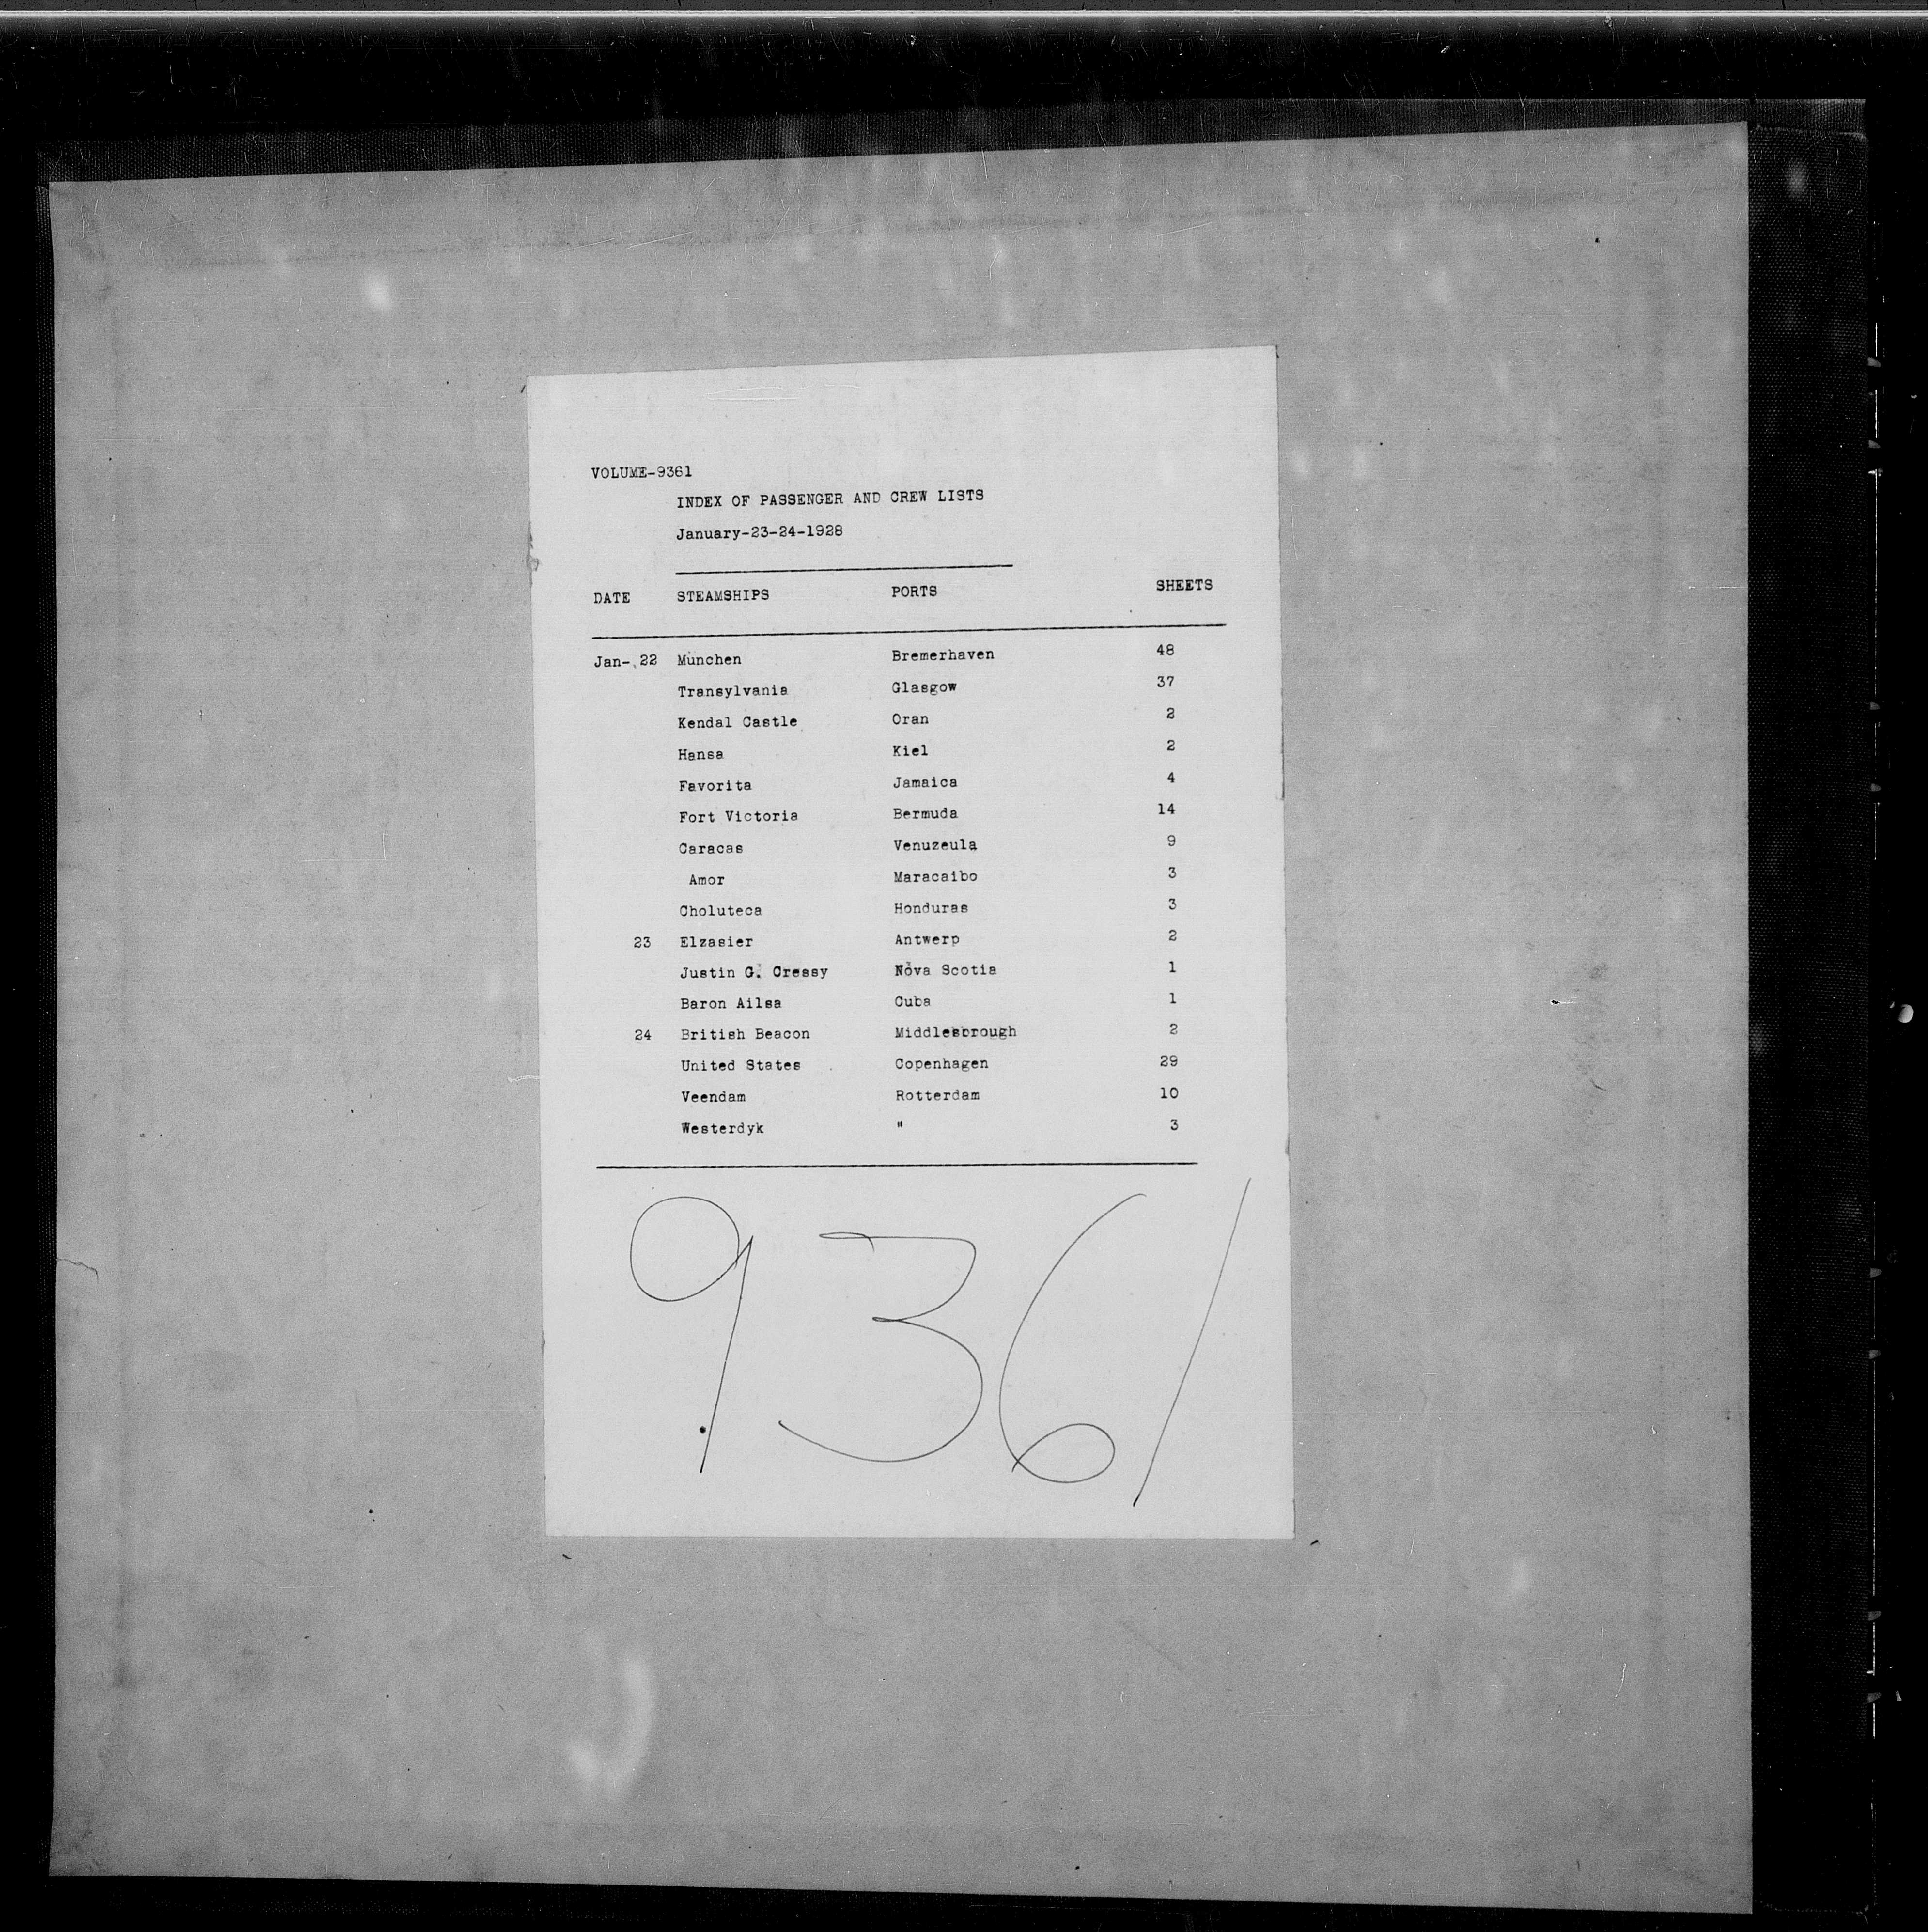 VOLUME-9361
INDEX OF PASSENGER AND CREW LISTS
January-23-24-1928
DATE STEAMSHIPS PORTS SHEETS
Jan- 22 Munchen Bremerhaven 48
Transylvania Glasgow 37
Kendal Castle Oran 2
Hansa Kiel 2
Favorita Jamaica 4
Fort Victoria Bermuda 14
Caracas Venuzeula 9
Amor Maracaibo 3
Choluteca Honduras 3
23 Elzasier Antwerp 2
Justin G. Cressy Nova Scotia 1
Baron Ailsa Cuba 1
24 British Beacon Middlesbrough 2
United States Copenhagen 29
Veendam Rotterdam 10
Westerdyk " 3
9361